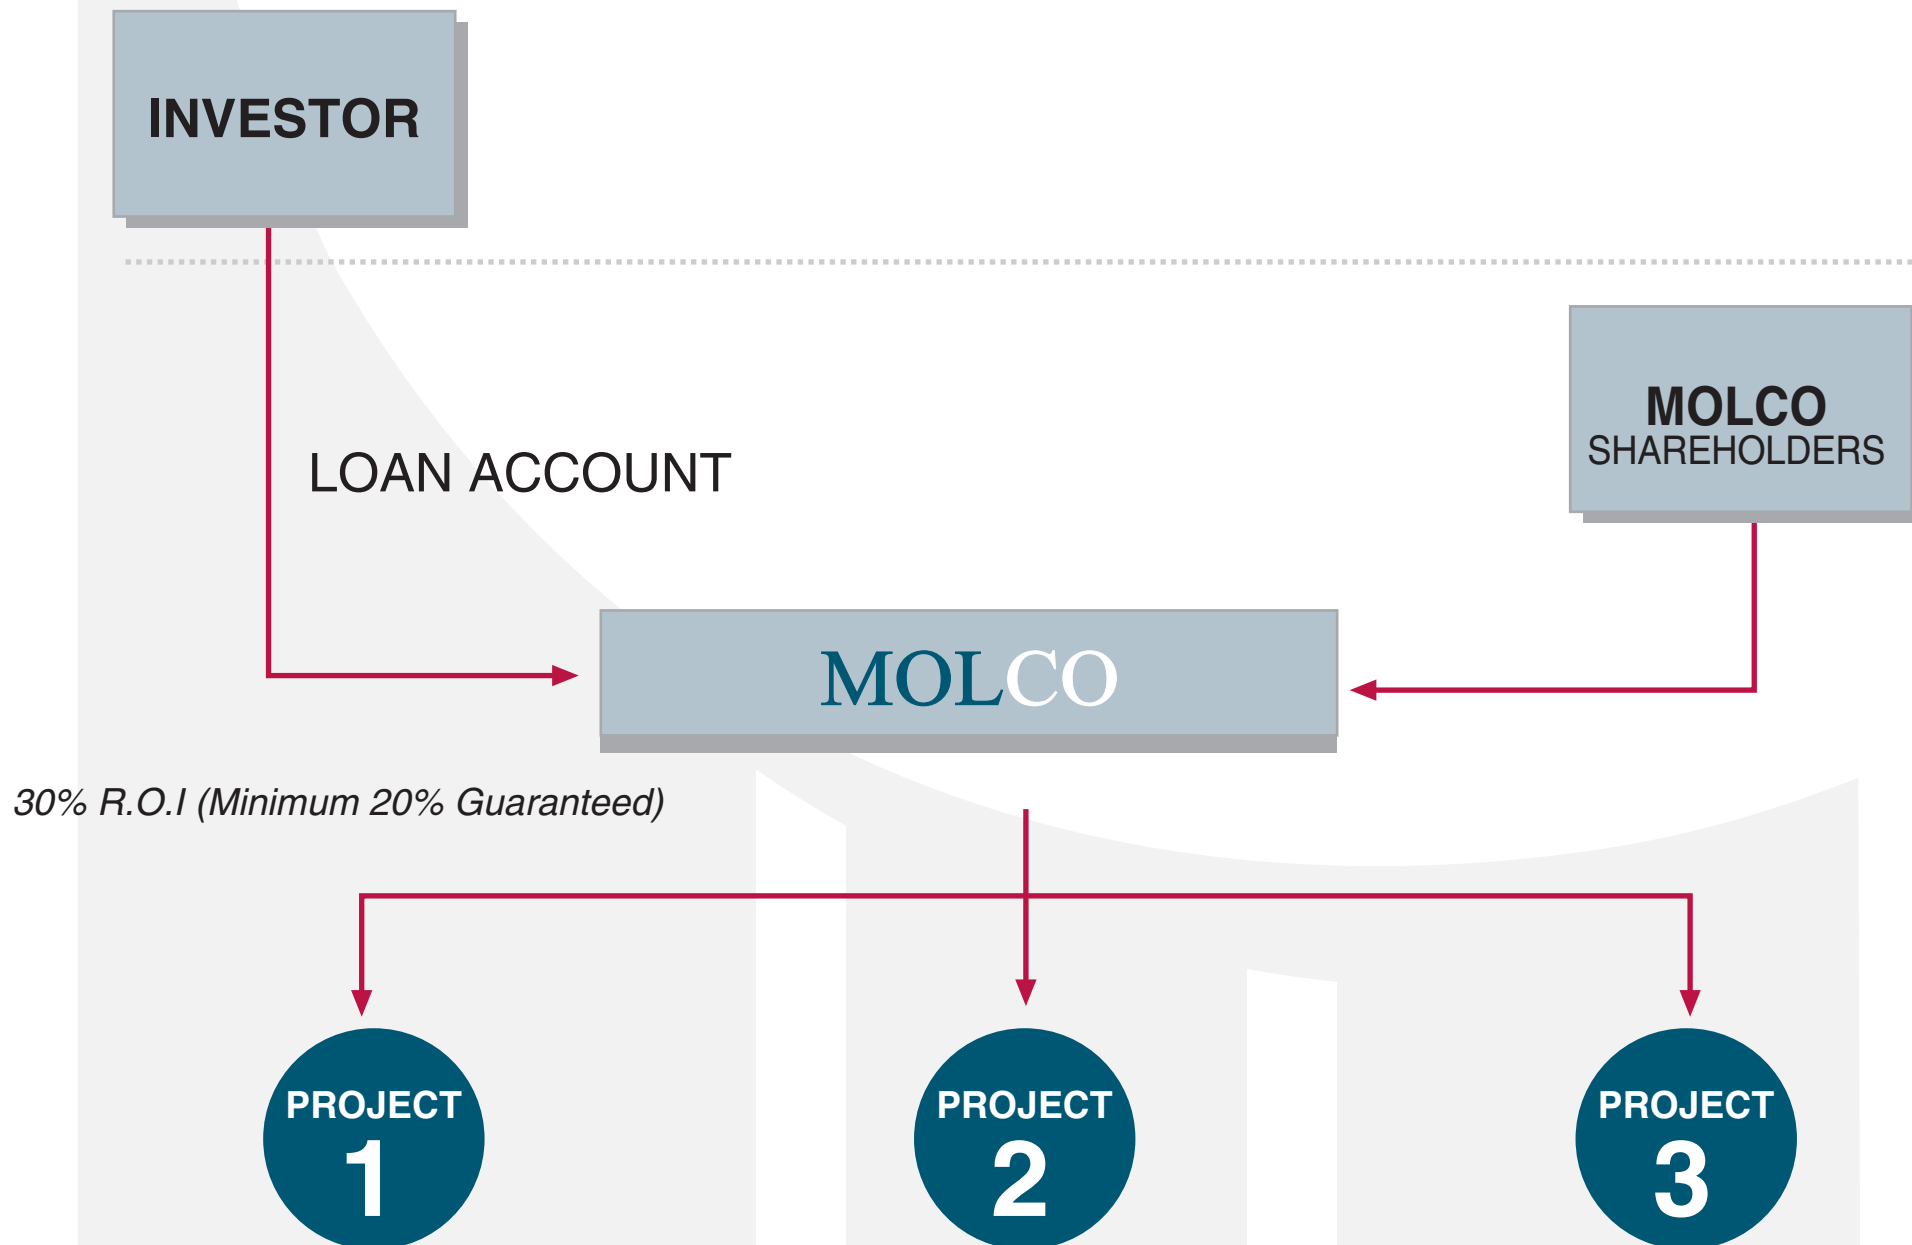 INVESTOR
MOLCO
SHAREHOLDERS
LOAN ACCOUNT
MOLCO
30% R.O.I (Minimum 20% Guaranteed)
PROJECT
1
PROJECT
2
PROJECT
3